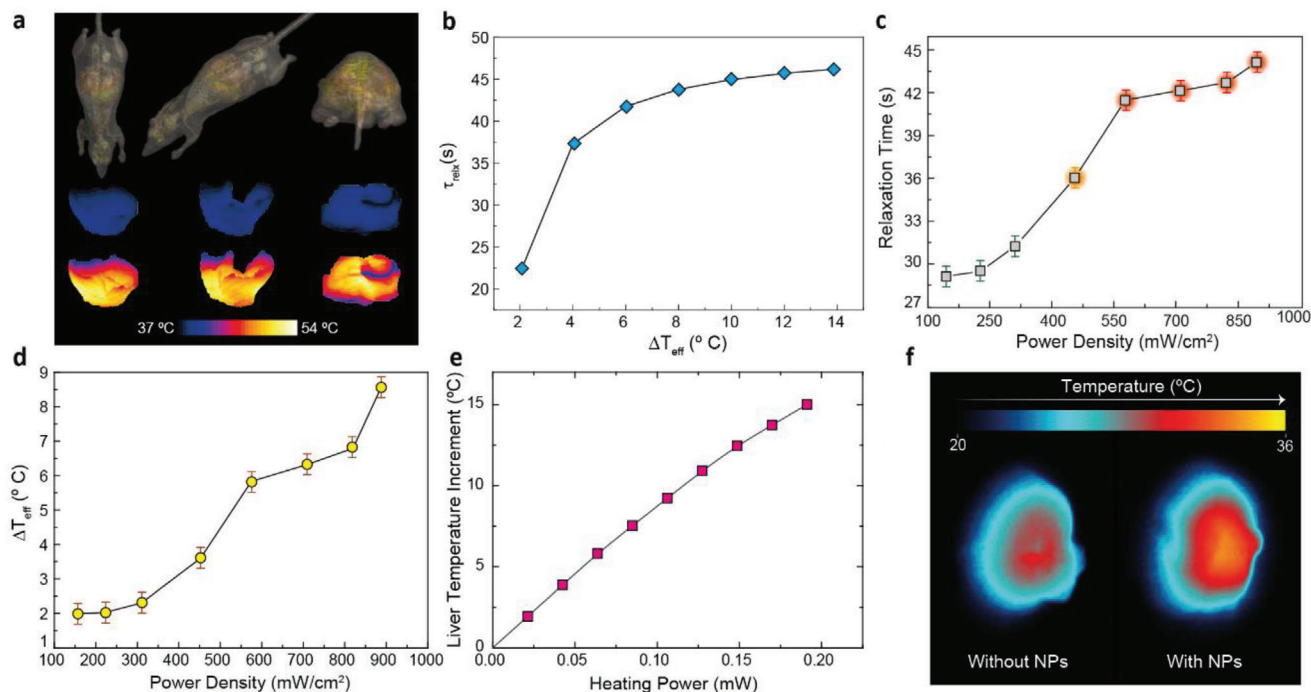 a
37 ºC
54 ºC
b
50
45
40
35
30
25
20
τrelx(s)
2
4
6
8
10
12
14
ΔTeff (º C)
c
45
42
39
36
33
30
27
Relaxation Time (s)
100
250
400
550
700
850
1000
Power Density (mW/cm²)
d
9
8
7
6
5
4
3
2
1
ΔTeff (º C)
100 200 300 400 500 600 700 800 900 1000
Power Density (mW/cm²)
e
15
10
5
0
Liver Temperature Increment (ºC)
0.00
0.05
0.10
0.15
0.20
Heating Power (mW)
f
Temperature (ºC)
20
36
Without NPs
With NPs